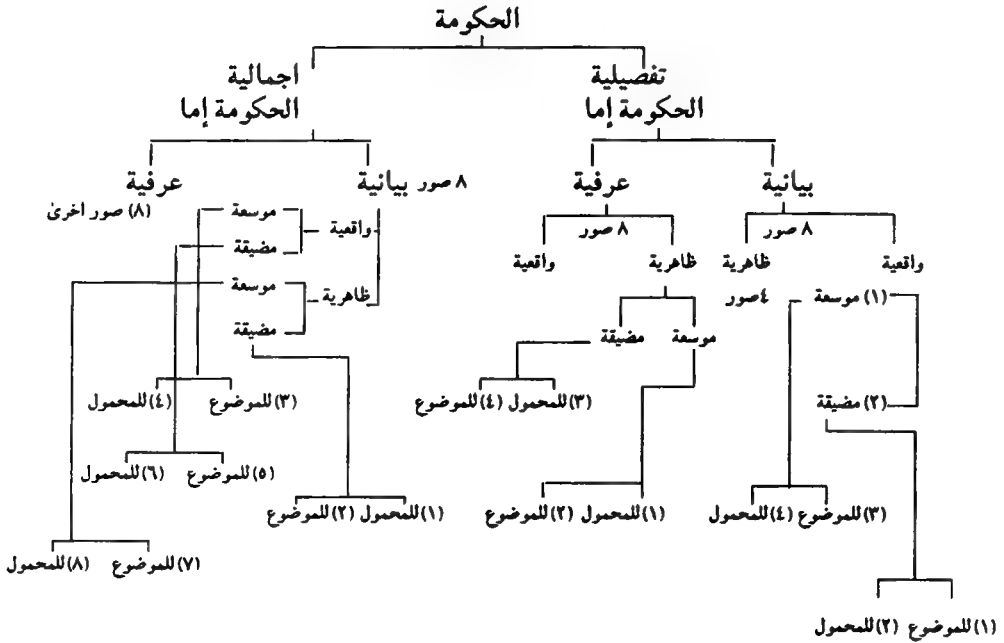 الحكومة
تفصيلية
الحكومة إما
اجمالية
الحكومة إما
بيانية
عرفية
٨ صور بيانية
عرفية
٨ صور
واقعية
ظاهرية
٨ صور
ظاهرية
واقعية
(٨) صور اخرى
موسعة
مضيقة
واقعية
موسعة
مضيقة
ظاهرية
(١) موسعة
٤ صور
(٢) مضيقة
موسعة
مضيقة
(٣) للموضوع (٤) للمحمول
(١) للموضوع (٢) للمحمول
(٣) للمحمول (٤) للموضوع
(١) للمحمول (٢) للموضوع
(٣) للموضوع (٤) للمحمول
(٥) للموضوع (٦) للمحمول
(١) للمحمول (٢) للموضوع
(٧) للموضوع (٨) للمحمول